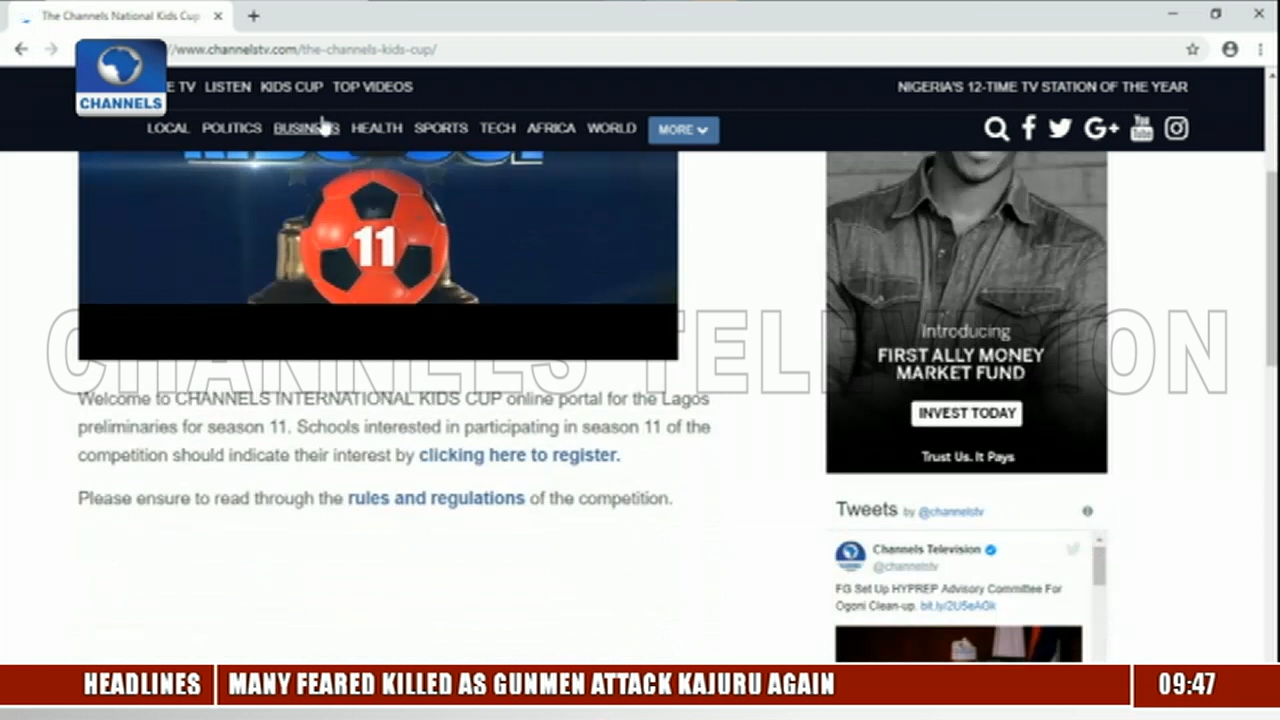 The Channels National Kids Cup
//www.channelstv.com/the-channels-kids-cup/
CHANNELS
E TV LISTEN KIDS CUP TOP VIDEOS
NIGERIA'S 12-TIME TV STATION OF THE YEAR
LOCAL POLITICS BUSINESS HEALTH SPORTS TECH AFRICA WORLD MORE
You Tube
11
CHANNELS TELEVISION
Introducing
FIRST ALLY MONEY
MARKET FUND
INVEST TODAY
Trust Us. It Pays
Welcome to CHANNELS INTERNATIONAL KIDS CUP online portal for the Lagos
preliminaries for season 11. Schools interested in participating in season 11 of the
competition should indicate their interest by clicking here to register.
Please ensure to read through the rules and regulations of the competition.
Tweets by @channelstv
Channels Television
@channelstv
FG Set Up HYPREP Advisory Committee For
Ogoni Clean-up. bit.ly/2U5eAGk
HEADLINES MANY FEARED KILLED AS GUNMEN ATTACK KAJURU AGAIN 09:47